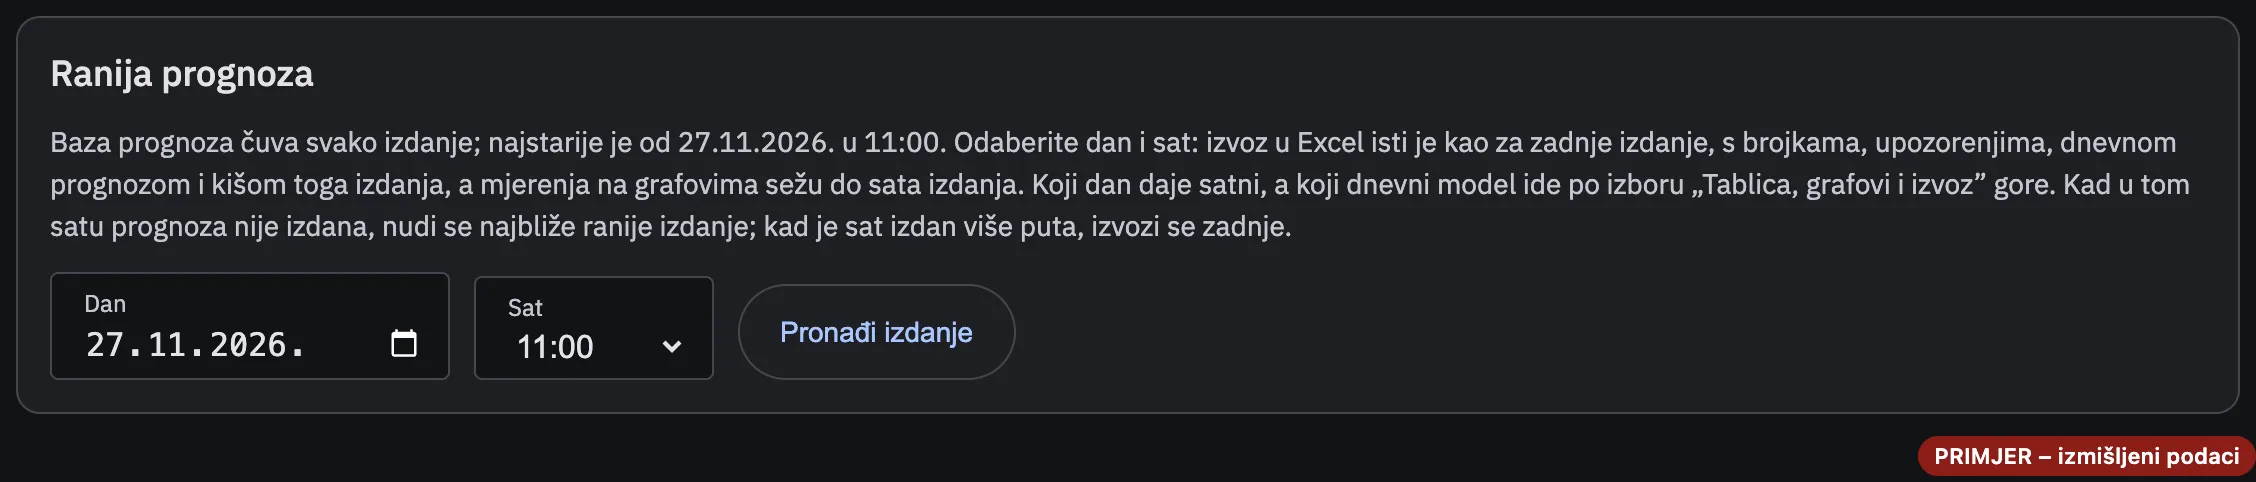 Ranija prognoza
Baza prognoza čuva svako izdanje; najstarije je od 27.11.2026. u 11:00. Odaberite dan i sat: izvoz u Excel isti je kao za zadnje izdanje, s brojkama, upozorenjima, dnevnom
prognozom i kišom toga izdanja, a mjerenja na grafovima sežu do sata izdanja. Koji dan daje satni, a koji dnevni model ide po izboru „Tablica, grafovi i izvoz” gore. Kad u tom
satu prognoza nije izdana, nudi se najbliže ranije izdanje; kad je sat izdan više puta, izvozi se zadnje.
Dan
27.11.2026.
Sat
11:00
Pronađi izdanje
PRIMJER – izmišljeni podaci